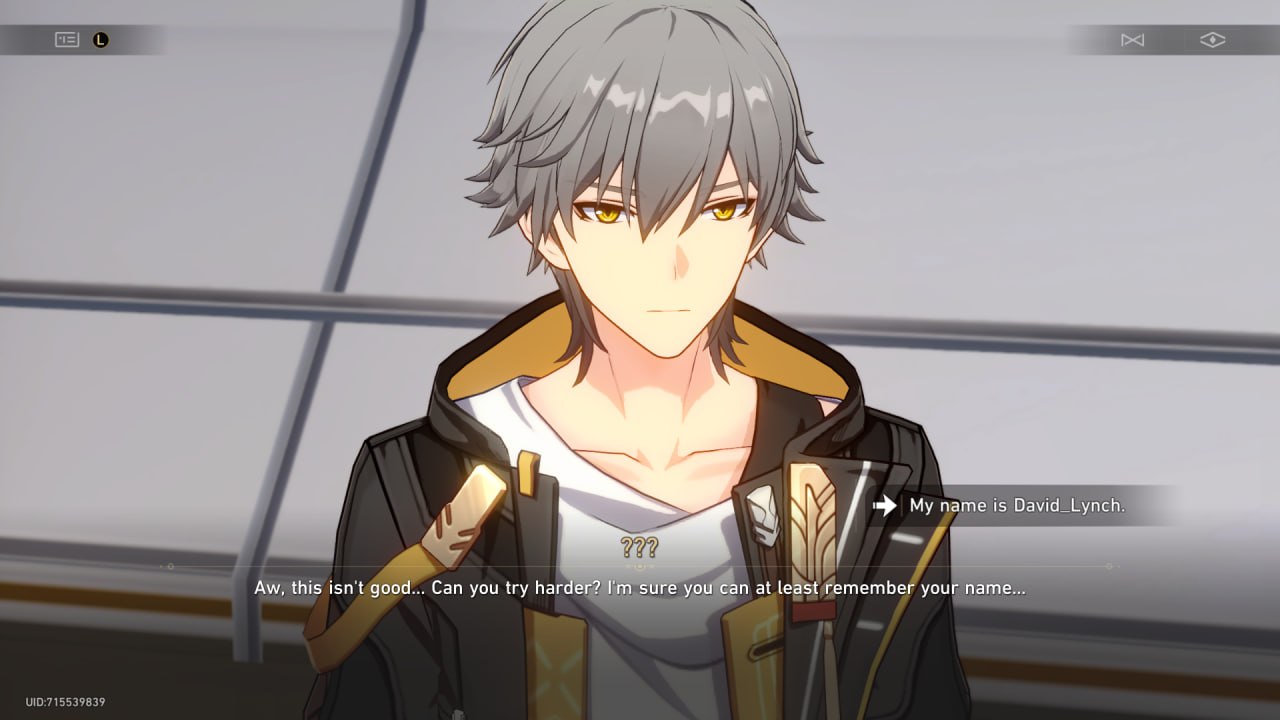 L
My name is David_Lynch.
???
Aw, this isn't good... Can you try harder? I'm sure you can at least remember your name...
UID:715539839